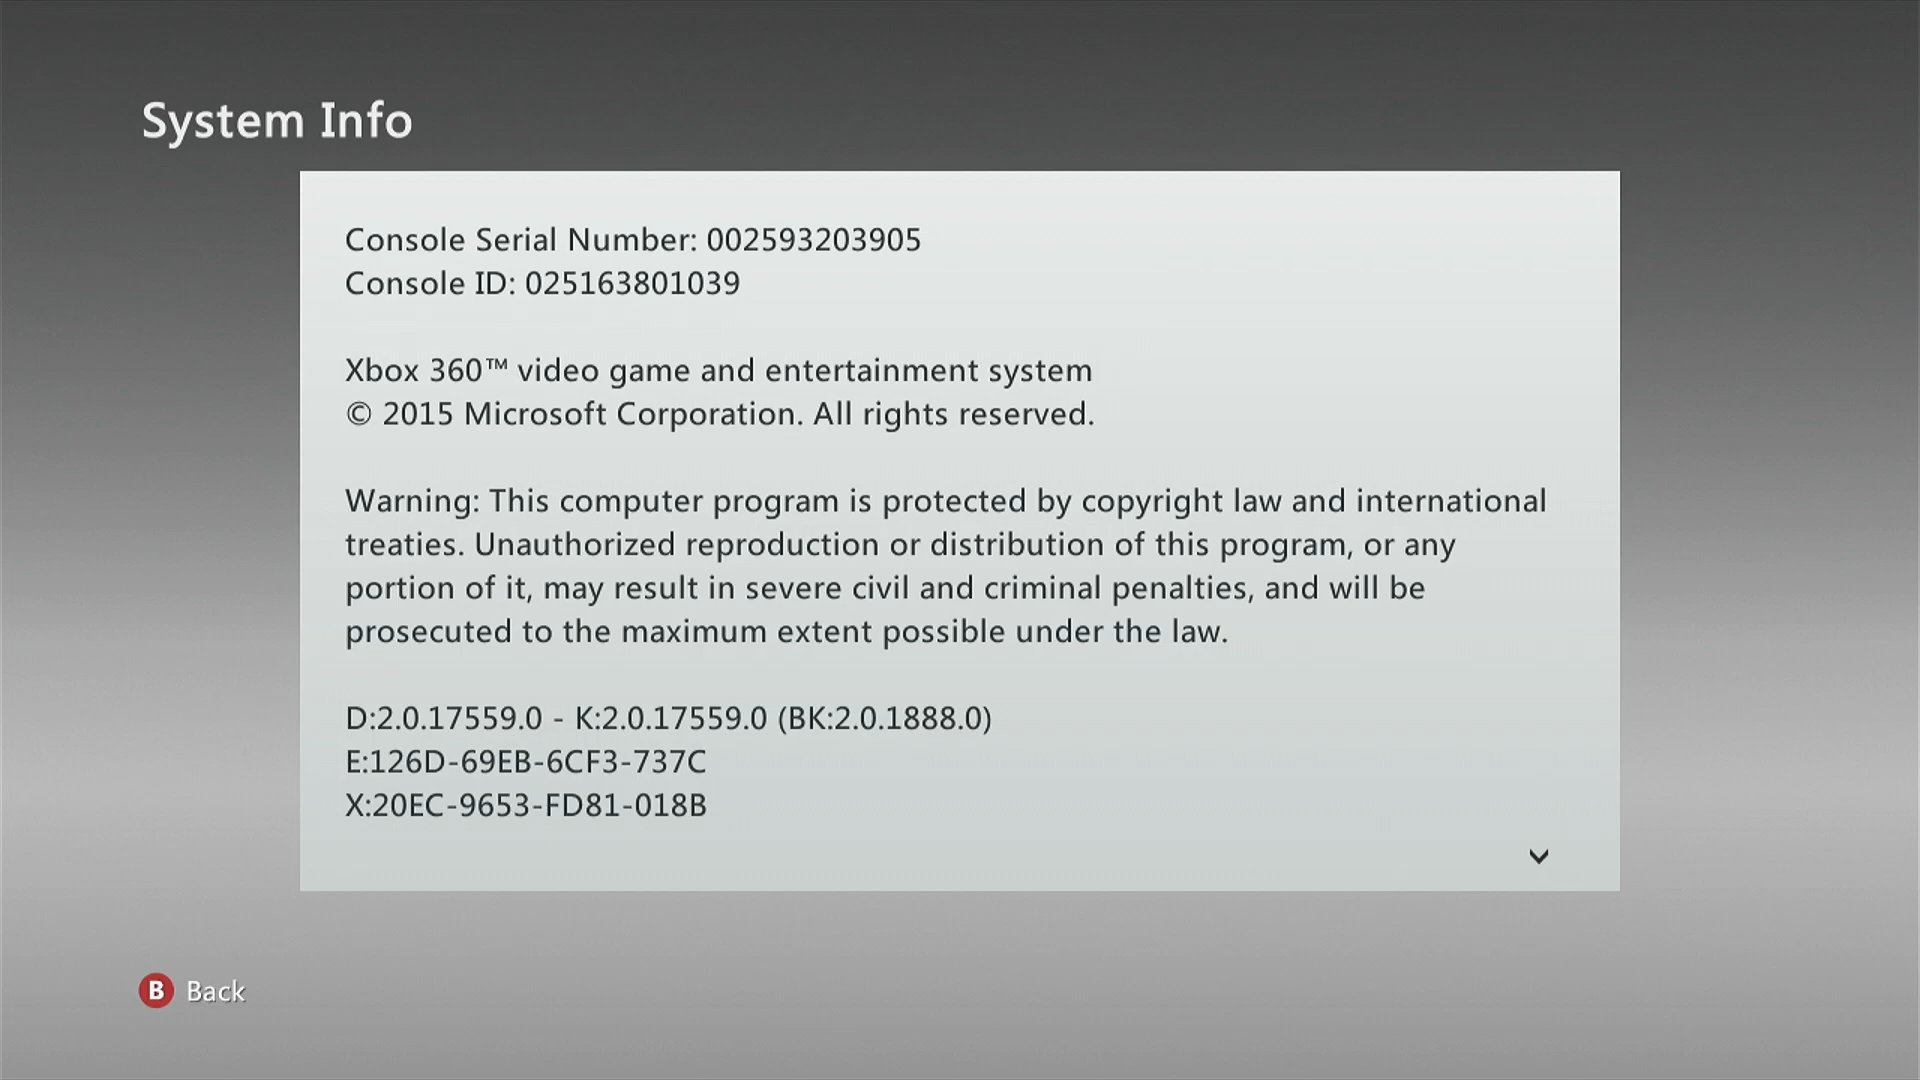 System Info
Console Serial Number: 002593203905
Console ID: 025163801039
Xbox 360™ video game and entertainment system
© 2015 Microsoft Corporation. All rights reserved.
Warning: This computer program is protected by copyright law and international
treaties. Unauthorized reproduction or distribution of this program, or any
portion of it, may result in severe civil and criminal penalties, and will be
prosecuted to the maximum extent possible under the law.
D:2.0.17559.0 - K:2.0.17559.0 (BK:2.0.1888.0)
E:126D-69EB-6CF3-737C
X:20EC-9653-FD81-018B
B Back